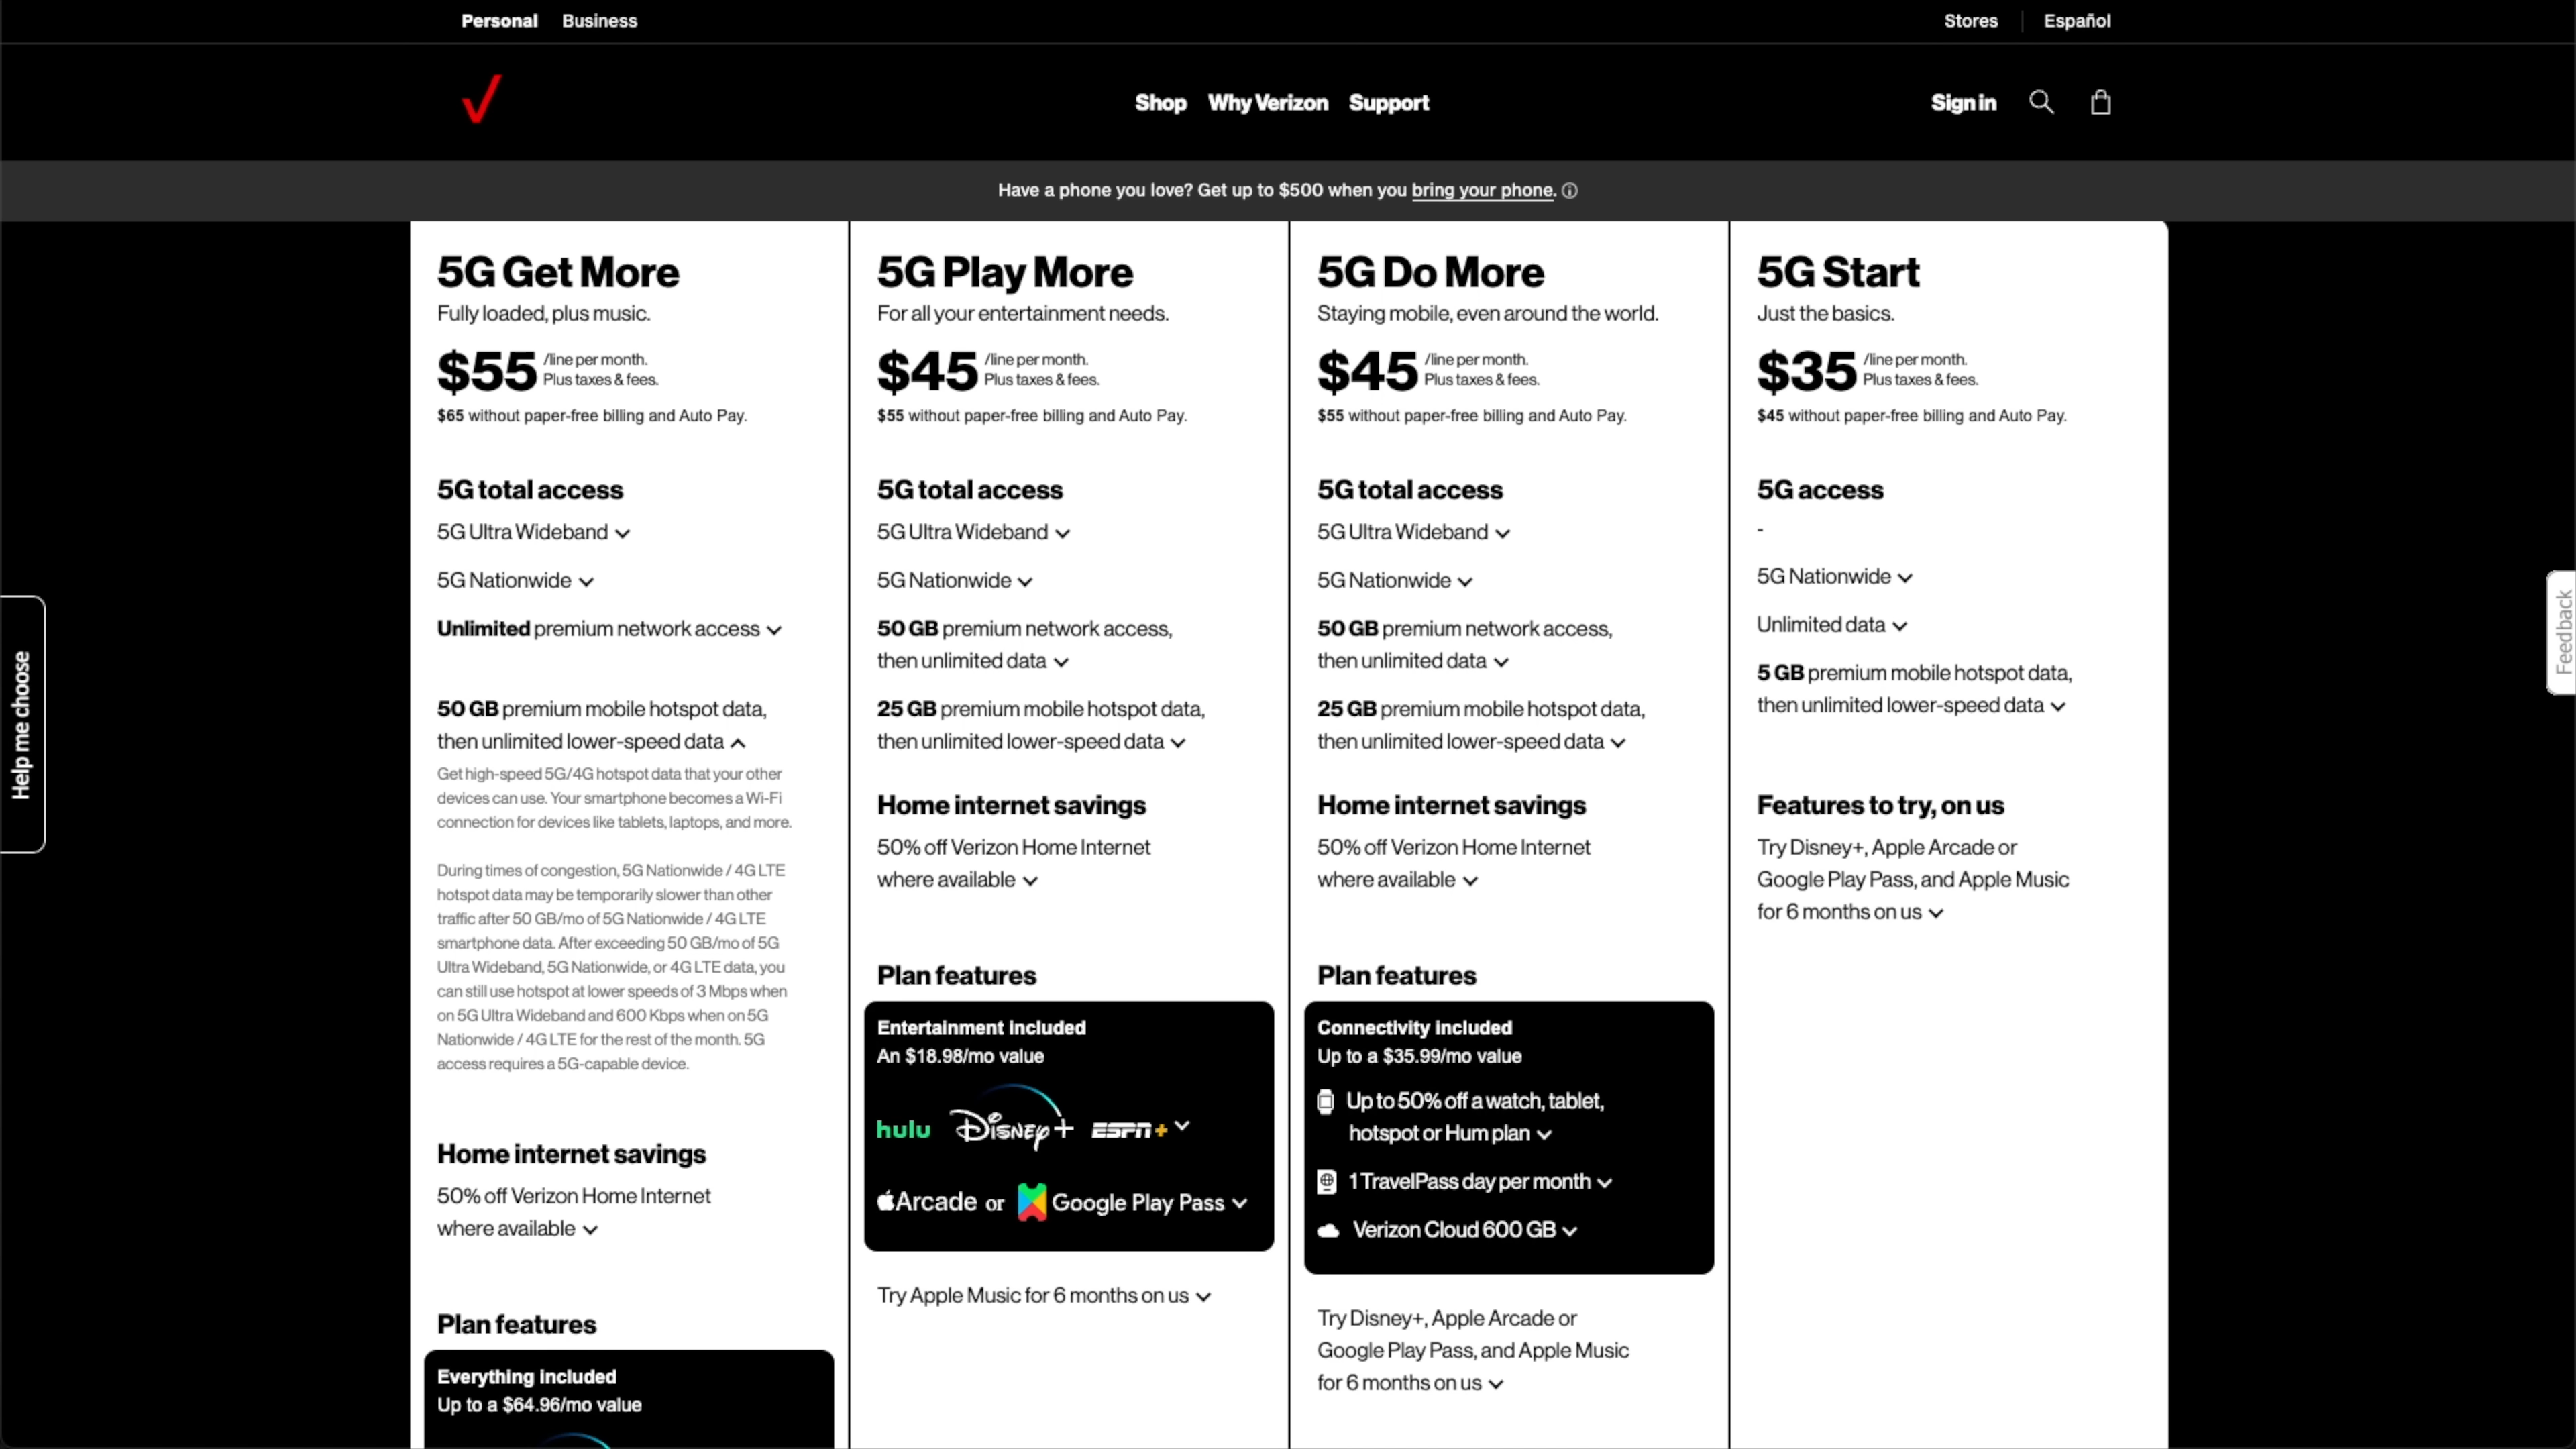 Personal Business
Stores Español
Shop Why Verizon Support
Sign in
Have a phone you love? Get up to $500 when you bring your phone.
Help me choose
Feedback
5G Get More
Fully loaded, plus music.
$55 /line per month.
Plus taxes & fees.
$65 without paper-free billing and Auto Pay.
5G total access
5G Ultra Wideband
5G Nationwide
Unlimited premium network access
50 GB premium mobile hotspot data,
then unlimited lower-speed data
Get high-speed 5G/4G hotspot data that your other
devices can use. Your smartphone becomes a Wi-Fi
connection for devices like tablets, laptops, and more.
During times of congestion, 5G Nationwide / 4G LTE
hotspot data may be temporarily slower than other
traffic after 50 GB/mo of 5G Nationwide / 4G LTE
smartphone data. After exceeding 50 GB/mo of 5G
Ultra Wideband, 5G Nationwide, or 4G LTE data, you
can still use hotspot at lower speeds of 3 Mbps when
on 5G Ultra Wideband and 600 Kbps when on 5G
Nationwide / 4G LTE for the rest of the month. 5G
access requires a 5G-capable device.
Home internet savings
50% off Verizon Home Internet
where available
Plan features
Everything included
Up to a $64.96/mo value
5G Play More
For all your entertainment needs.
$45 /line per month.
Plus taxes & fees.
$55 without paper-free billing and Auto Pay.
5G total access
5G Ultra Wideband
5G Nationwide
50 GB premium network access,
then unlimited data
25 GB premium mobile hotspot data,
then unlimited lower-speed data
Home internet savings
50% off Verizon Home Internet
where available
Plan features
Entertainment included
An $18.98/mo value
hulu Disney+ ESPN+
Arcade or Google Play Pass
Try Apple Music for 6 months on us
5G Do More
Staying mobile, even around the world.
$45 /line per month.
Plus taxes & fees.
$55 without paper-free billing and Auto Pay.
5G total access
5G Ultra Wideband
5G Nationwide
50 GB premium network access,
then unlimited data
25 GB premium mobile hotspot data,
then unlimited lower-speed data
Home internet savings
50% off Verizon Home Internet
where available
Plan features
Connectivity included
Up to a $35.99/mo value
Up to 50% off a watch, tablet,
hotspot or Hum plan
1 TravelPass day per month
Verizon Cloud 600 GB
Try Disney+, Apple Arcade or
Google Play Pass, and Apple Music
for 6 months on us
5G Start
Just the basics.
$35 /line per month.
Plus taxes & fees.
$45 without paper-free billing and Auto Pay.
5G access
-
5G Nationwide
Unlimited data
5 GB premium mobile hotspot data,
then unlimited lower-speed data
Features to try, on us
Try Disney+, Apple Arcade or
Google Play Pass, and Apple Music
for 6 months on us